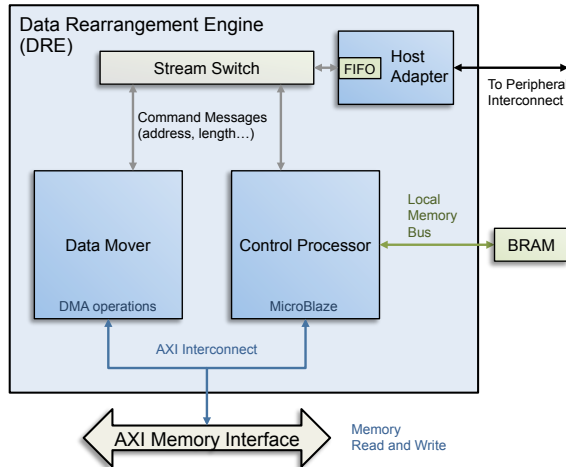 Data Rearrangement Engine
(DRE)
Host
Adapter
FIFO
Stream Switch
To Peripheral
Interconnect
Command Messages
(address, length…)
Data Mover
DMA operations
Control Processor
MicroBlaze
Local
Memory
Bus
BRAM
AXI Interconnect
AXI Memory Interface
Memory
Read and Write